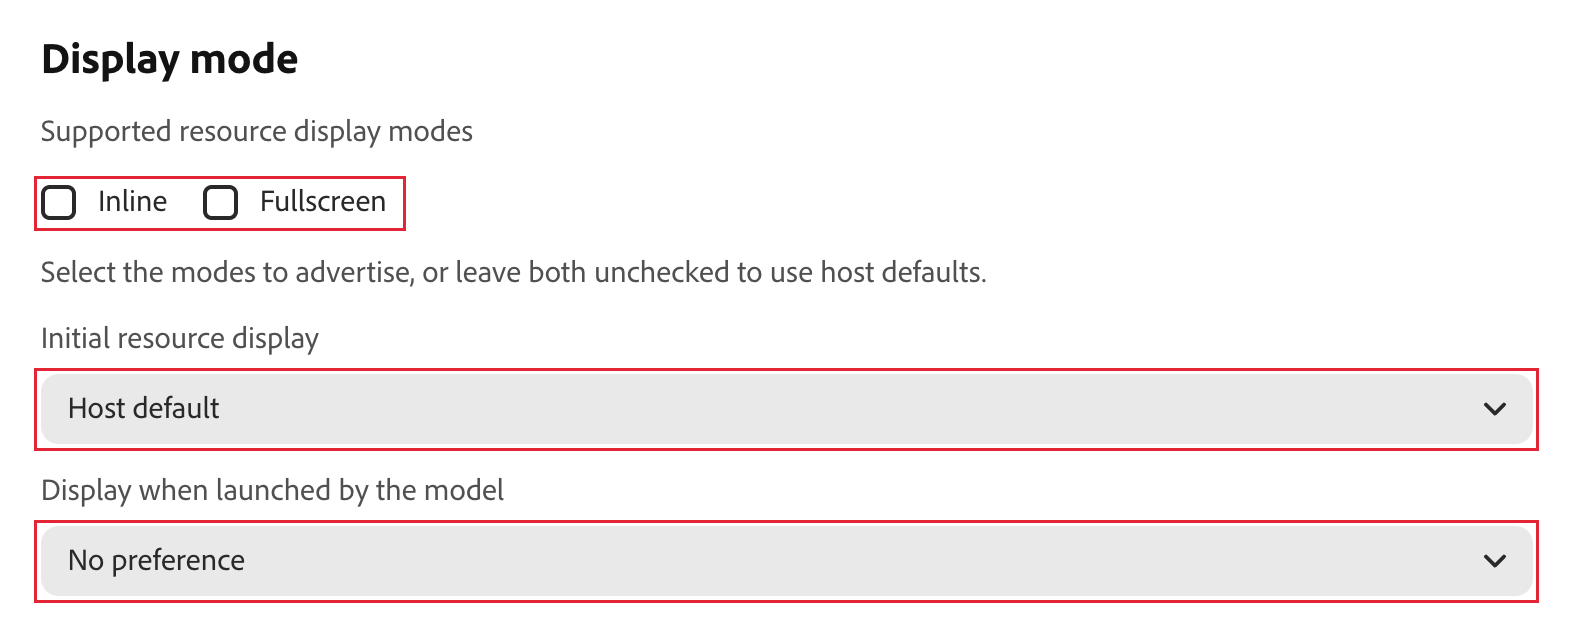 Display mode
Supported resource display modes
Inline Fullscreen
Select the modes to advertise, or leave both unchecked to use host defaults.
Initial resource display
Host default
Display when launched by the model
No preference